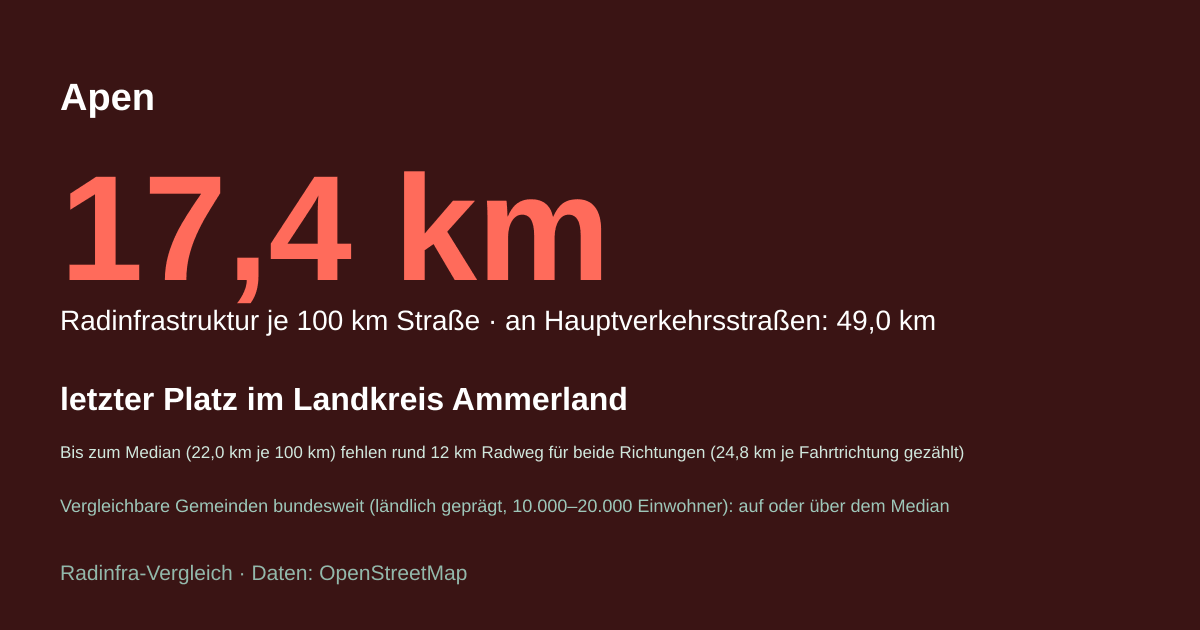 Apen
17,4 km
Radinfrastruktur je 100 km Straße · an Hauptverkehrsstraßen: 49,0 km
letzter Platz im Landkreis Ammerland
Bis zum Median (22,0 km je 100 km) fehlen rund 12 km Radweg für beide Richtungen (24,8 km je Fahrtrichtung gezählt)
Vergleichbare Gemeinden bundesweit (ländlich geprägt, 10.000–20.000 Einwohner): auf oder über dem Median
Radinfra-Vergleich · Daten: OpenStreetMap